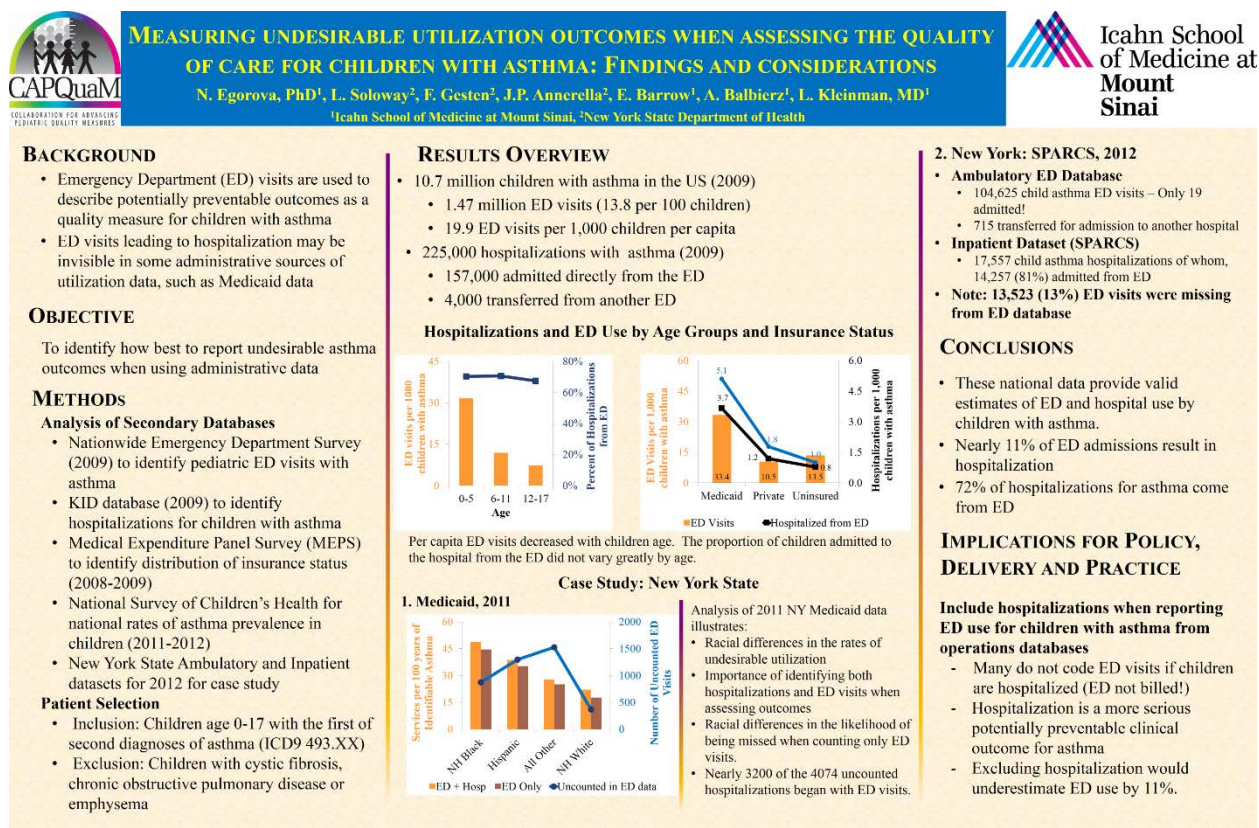 CAPQuaM
COLLABORATION FOR ADVANCING
PEDIATRIC QUALITY MEASURES
MEASURING UNDESIRABLE UTILIZATION OUTCOMES WHEN ASSESSING THE QUALITY
OF CARE FOR CHILDREN WITH ASTHMA: FINDINGS AND CONSIDERATIONS
N. Egorova, PhD¹, L. Soloway², F. Gesten², J.P. Annerella², E. Barrow¹, A. Balbierz¹, L. Kleinman, MD¹
¹Icahn School of Medicine at Mount Sinai, ²New York State Department of Health
Icahn School
of Medicine at
Mount
Sinai
BACKGROUND
• Emergency Department (ED) visits are used to
describe potentially preventable outcomes as a
quality measure for children with asthma
• ED visits leading to hospitalization may be
invisible in some administrative sources of
utilization data, such as Medicaid data
OBJECTIVE
To identify how best to report undesirable asthma
outcomes when using administrative data
METHODS
Analysis of Secondary Databases
• Nationwide Emergency Department Survey
(2009) to identify pediatric ED visits with
asthma
• KID database (2009) to identify
hospitalizations for children with asthma
• Medical Expenditure Panel Survey (MEPS)
to identify distribution of insurance status
(2008-2009)
• National Survey of Children's Health for
national rates of asthma prevalence in
children (2011-2012)
• New York State Ambulatory and Inpatient
datasets for 2012 for case study
Patient Selection
• Inclusion: Children age 0-17 with the first of
second diagnoses of asthma (ICD9 493.XX)
• Exclusion: Children with cystic fibrosis,
chronic obstructive pulmonary disease or
emphysema
RESULTS OVERVIEW
• 10.7 million children with asthma in the US (2009)
• 1.47 million ED visits (13.8 per 100 children)
• 19.9 ED visits per 1,000 children per capita
• 225,000 hospitalizations with asthma (2009)
• 157,000 admitted directly from the ED
• 4,000 transferred from another ED
Hospitalizations and ED Use by Age Groups and Insurance Status
ED visits per 1000
children with asthma
45
30
15
0
80%
60%
40%
20%
0%
Percent of Hospitalizations
from ED
0-5 6-11 12-17
Age
ED Visits per 1,000
children with asthma
60
45
30
15
0
5.1
3.7
1.8
1.2
1.0
0.8
33.4
10.5
13.5
6.0
4.5
3.0
1.5
0.0
Hospitalizations per 1,000
children with asthma
Medicaid Private Uninsured
ED Visits Hospitalized from ED
Per capita ED visits decreased with children age. The proportion of children admitted to
the hospital from the ED did not vary greatly by age.
Case Study: New York State
1. Medicaid, 2011
Services per 100 years of
Identifiable Asthma
60
45
30
15
0
2000
1500
1000
500
0
Number of Uncounted ED
Visits
NH Black
Hispanic
All Other
NH White
ED + Hosp ED Only Uncounted in ED data
Analysis of 2011 NY Medicaid data
illustrates:
• Racial differences in the rates of
undesirable utilization
• Importance of identifying both
hospitalizations and ED visits when
assessing outcomes
• Racial differences in the likelihood of
being missed when counting only ED
visits.
• Nearly 3200 of the 4074 uncounted
hospitalizations began with ED visits.
2. New York: SPARCS, 2012
• Ambulatory ED Database
• 104,625 child asthma ED visits – Only 19
admitted!
• 715 transferred for admission to another hospital
• Inpatient Dataset (SPARCS)
• 17,557 child asthma hospitalizations of whom,
14,257 (81%) admitted from ED
• Note: 13,523 (13%) ED visits were missing
from ED database
CONCLUSIONS
• These national data provide valid
estimates of ED and hospital use by
children with asthma.
• Nearly 11% of ED admissions result in
hospitalization
• 72% of hospitalizations for asthma come
from ED
IMPLICATIONS FOR POLICY,
DELIVERY AND PRACTICE
Include hospitalizations when reporting
ED use for children with asthma from
operations databases
- Many do not code ED visits if children
are hospitalized (ED not billed!)
- Hospitalization is a more serious
potentially preventable clinical
outcome for asthma
- Excluding hospitalization would
underestimate ED use by 11%.